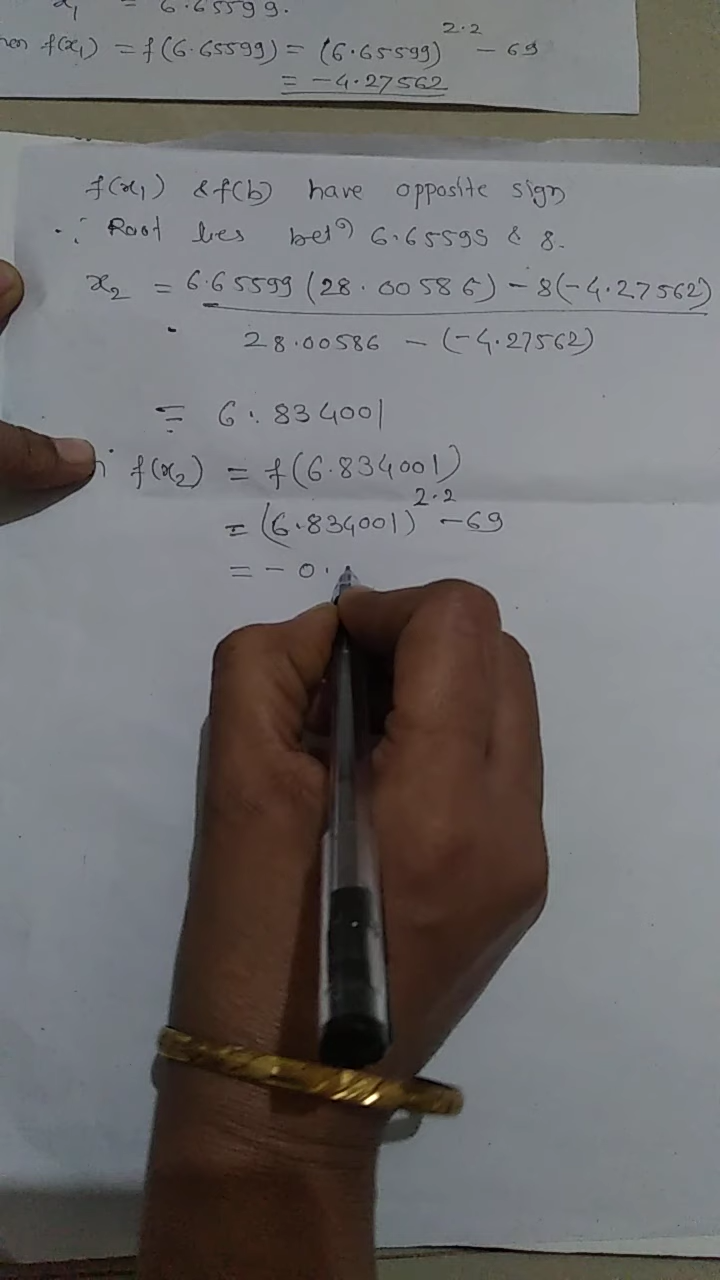 x₁ = 6.65599.
f(x₁) = f(6.65599) = (6.65599)^2.2 - 69
= -4.27562
f(x₁) & f(b) have opposite sign
∴ Root lies betⁿ 6.65599 & 8.
x₂ = 6.65599 (28.00586) - 8(-4.27562)
28.00586 - (-4.27562)
= 6.834001
f(x₂) = f(6.834001)
= (6.834001)^2.2 - 69
= - 0.